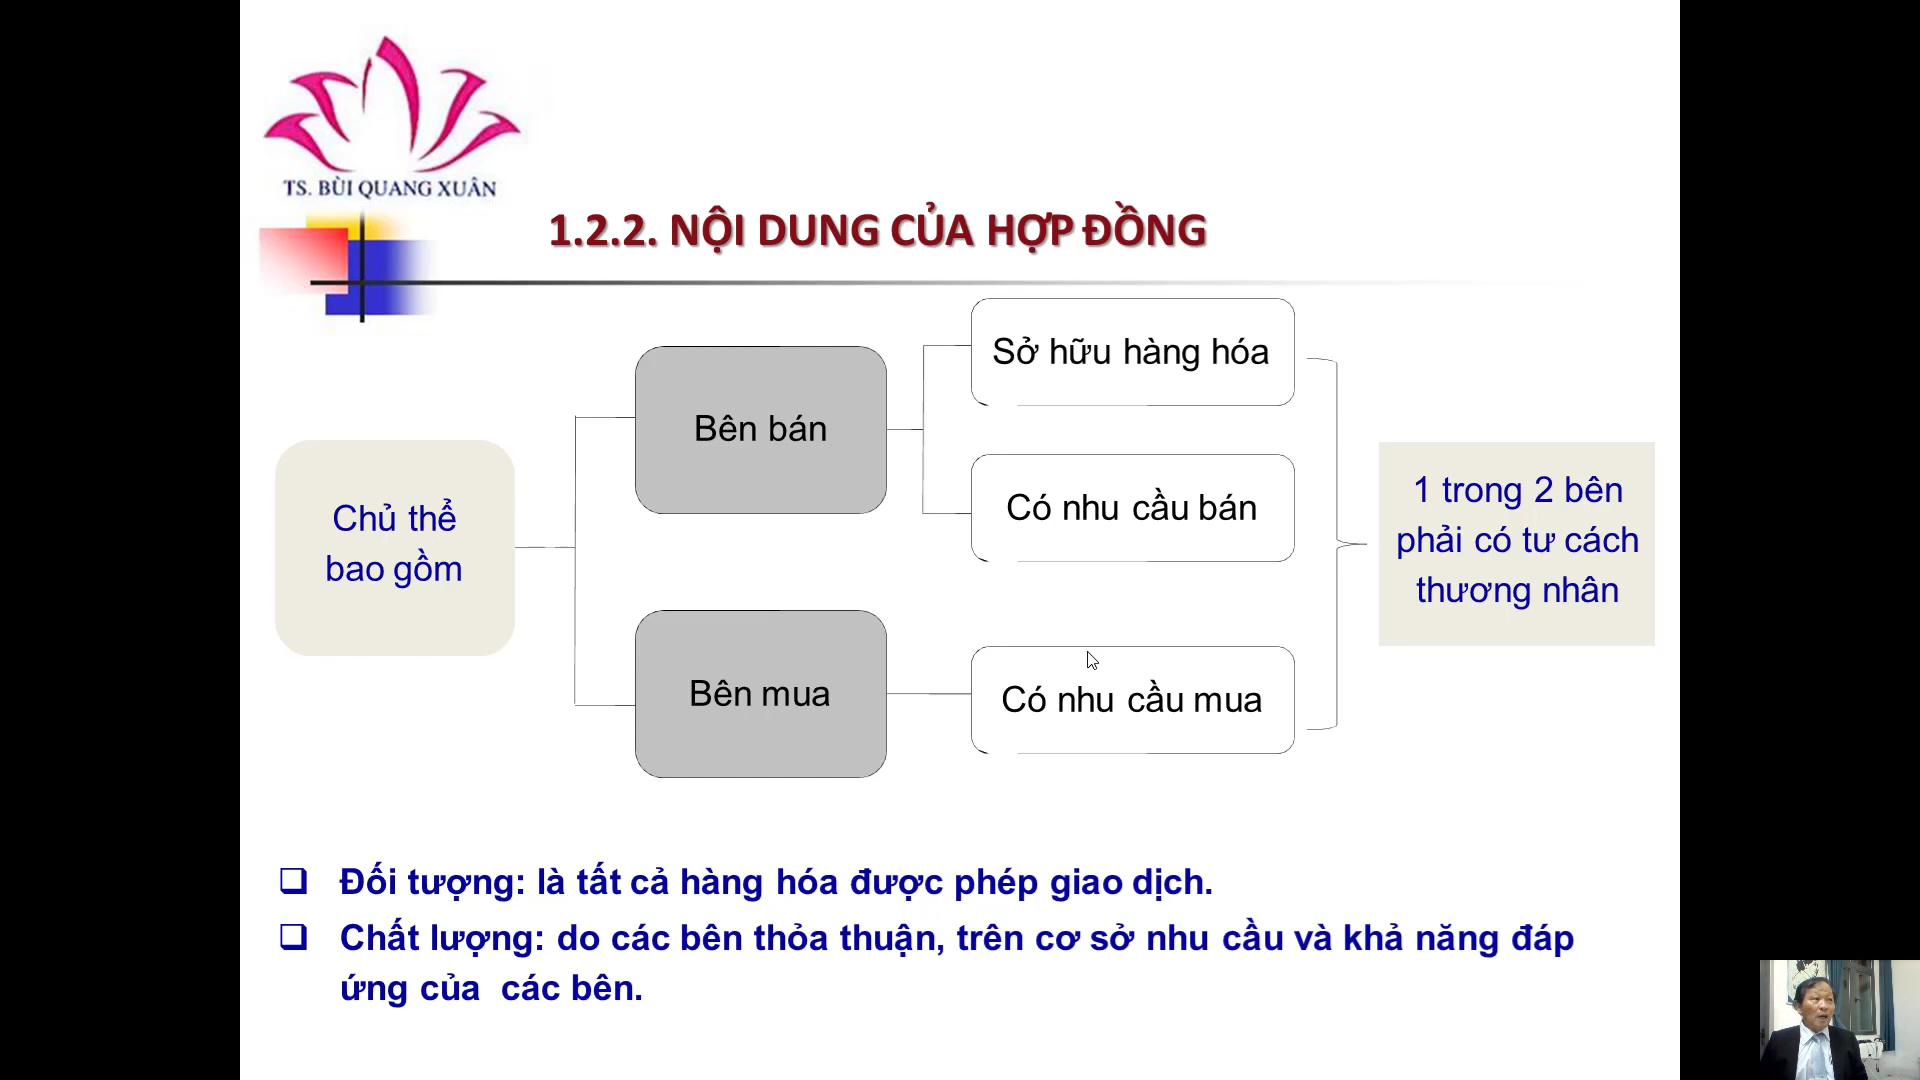 TS. BÙI QUANG XUÂN
1.2.2. NỘI DUNG CỦA HỢP ĐỒNG
Chủ thể
bao gồm
Bên bán
Sở hữu hàng hóa
Có nhu cầu bán
Bên mua
Có nhu cầu mua
1 trong 2 bên
phải có tư cách
thương nhân
Đối tượng: là tất cả hàng hóa được phép giao dịch.
Chất lượng: do các bên thỏa thuận, trên cơ sở nhu cầu và khả năng đáp
ứng của các bên.